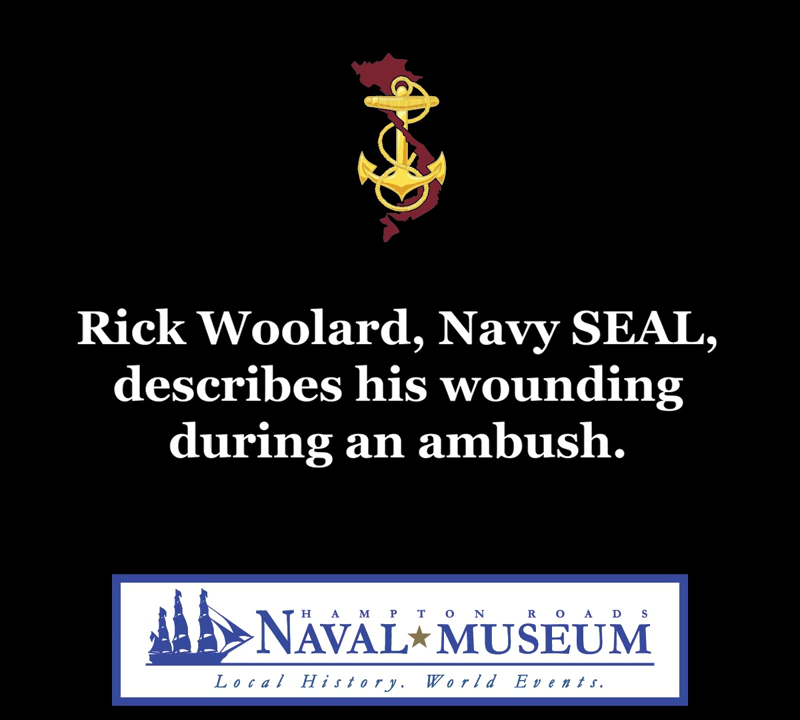 Rick Woolard, Navy SEAL,
describes his wounding
during an ambush.
HAMPTON ROADS
NAVAL MUSEUM
Local History. World Events.